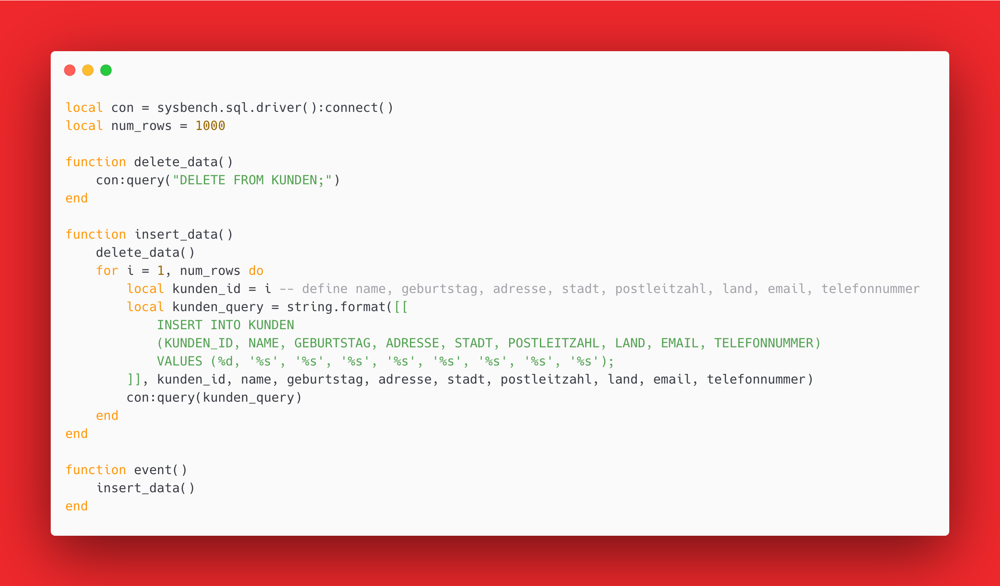 local con = sysbench.sql.driver():connect()
local num_rows = 1000

function delete_data()
    con:query("DELETE FROM KUNDEN;")
end

function insert_data()
    delete_data()
    for i = 1, num_rows do
        local kunden_id = i -- define name, geburtstag, adresse, stadt, postleitzahl, land, email, telefonnummer
        local kunden_query = string.format([[
            INSERT INTO KUNDEN
            (KUNDEN_ID, NAME, GEBURTSTAG, ADRESSE, STADT, POSTLEITZAHL, LAND, EMAIL, TELEFONNUMMER)
            VALUES (%d, '%s', '%s', '%s', '%s', '%s', '%s', '%s', '%s');
        ]], kunden_id, name, geburtstag, adresse, stadt, postleitzahl, land, email, telefonnummer)
        con:query(kunden_query)
    end
end

function event()
    insert_data()
end